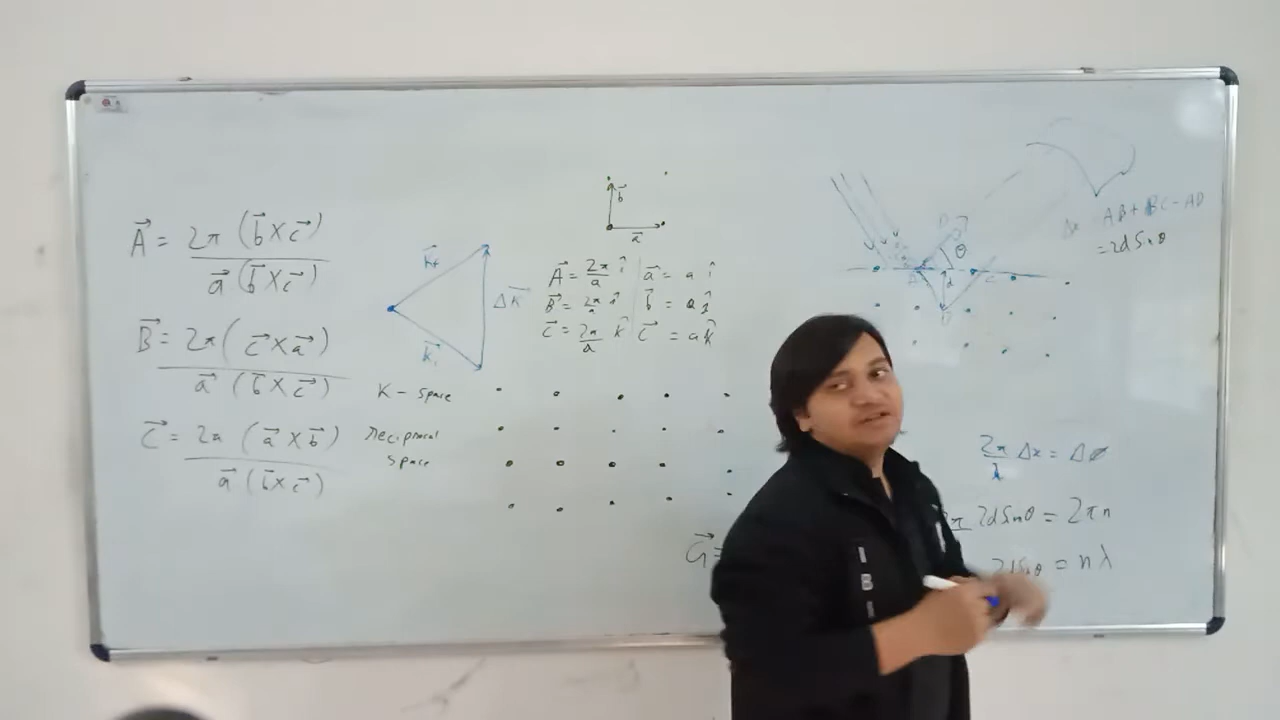 A⃗ = 2π (b⃗ × c⃗) / a⃗ (b⃗ × c⃗)
B⃗ = 2π (c⃗ × a⃗) / a⃗ (b⃗ × c⃗)
C⃗ = 2π (a⃗ × b⃗) / a⃗ (b⃗ × c⃗)
K⃗f
ΔK⃗
K⃗i
K - space
reciprocal
space
b⃗
a⃗
A⃗ = 2π/a î
a⃗ = a î
B⃗ = 2π/a ĵ
b⃗ = a ĵ
C⃗ = 2π/a k̂
c⃗ = a k̂
G⃗ =
D
θ
A
d
C
B
Δx = AB + BC - AD
= 2d Sinθ
2π/λ Δx = Δφ
2d Sinθ = 2πn
2d Sinθ = nλ
I
B